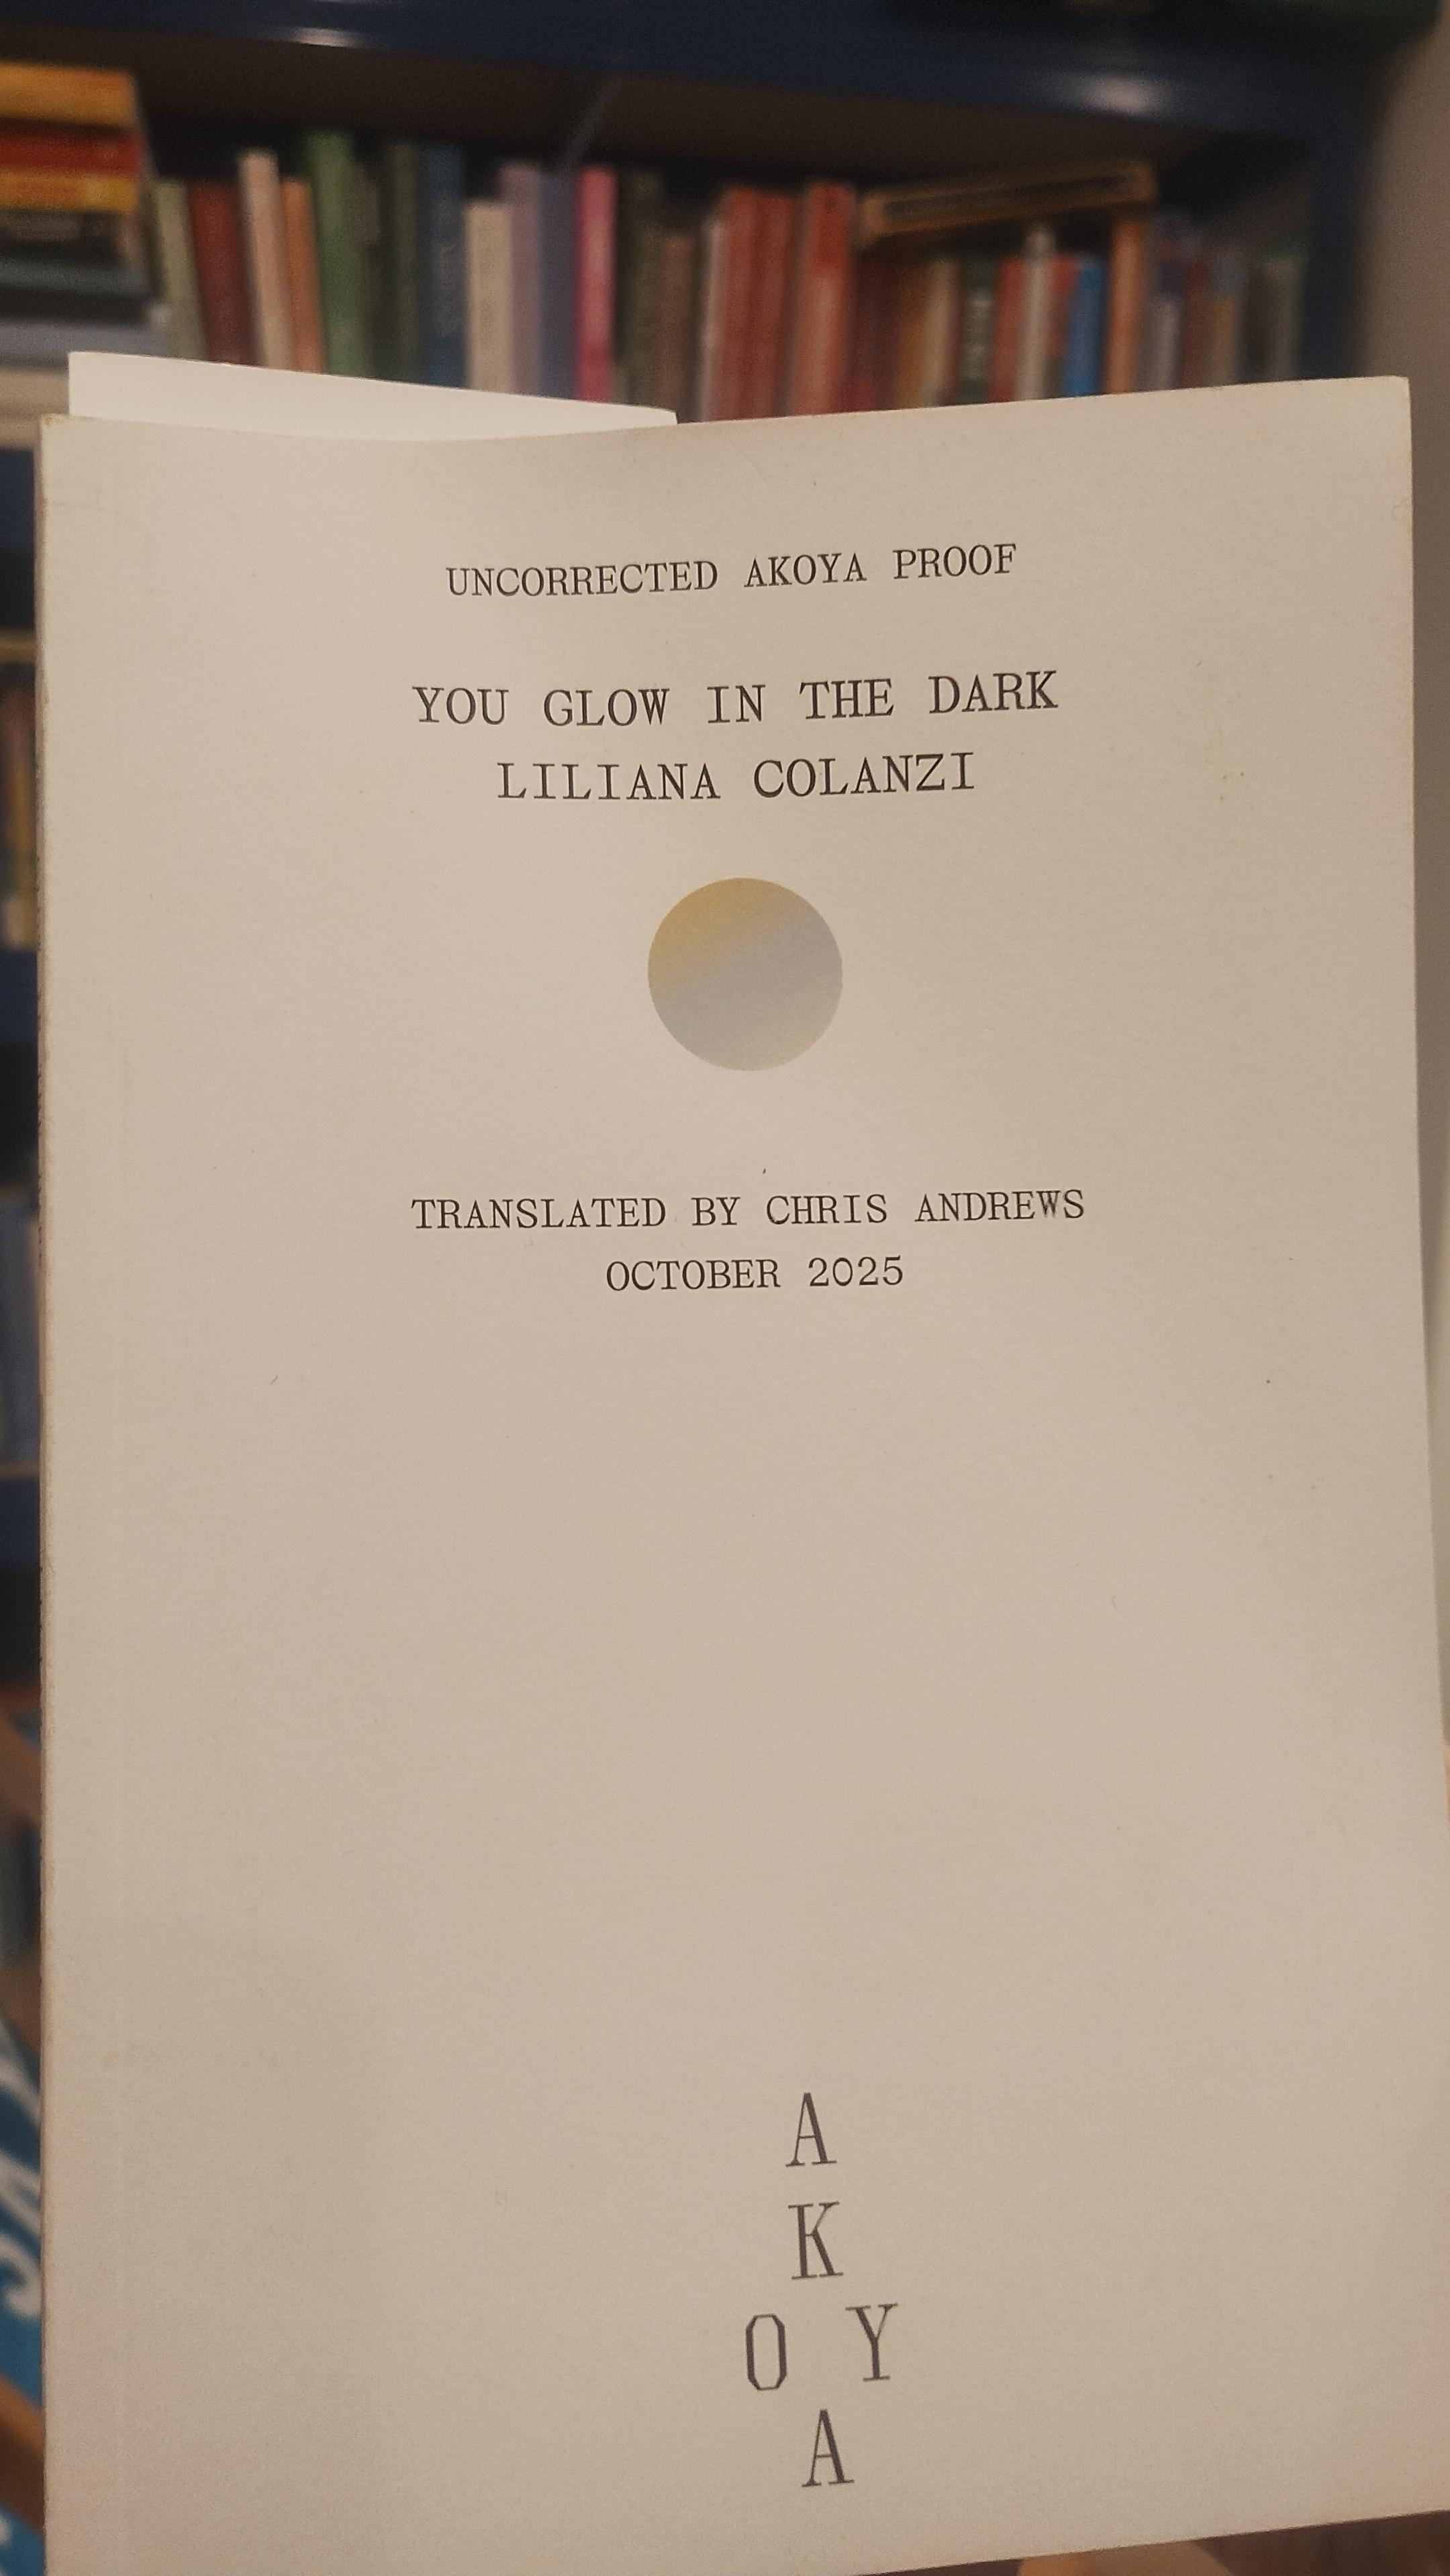 UNCORRECTED AKOYA PROOF
YOU GLOW IN THE DARK
LILIANA COLANZI
TRANSLATED BY CHRIS ANDREWS
OCTOBER 2025
A
K
O Y
A